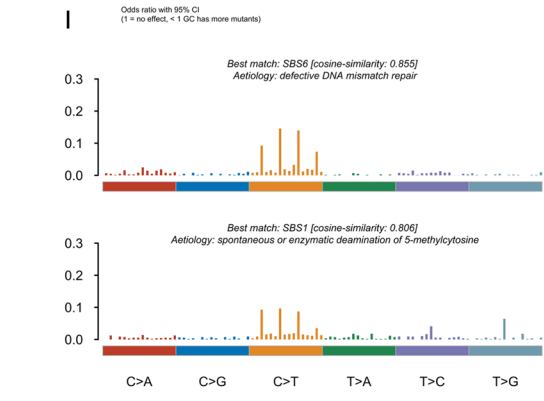 I
Odds ratio with 95% CI
(1 = no effect, < 1 GC has more mutants)
Best match: SBS6 [cosine-similarity: 0.855]
Aetiology: defective DNA mismatch repair
0.3
0.2
0.1
0.0
Best match: SBS1 [cosine-similarity: 0.806]
Aetiology: spontaneous or enzymatic deamination of 5-methylcytosine
0.3
0.2
0.1
0.0
C>A C>G C>T T>A T>C T>G